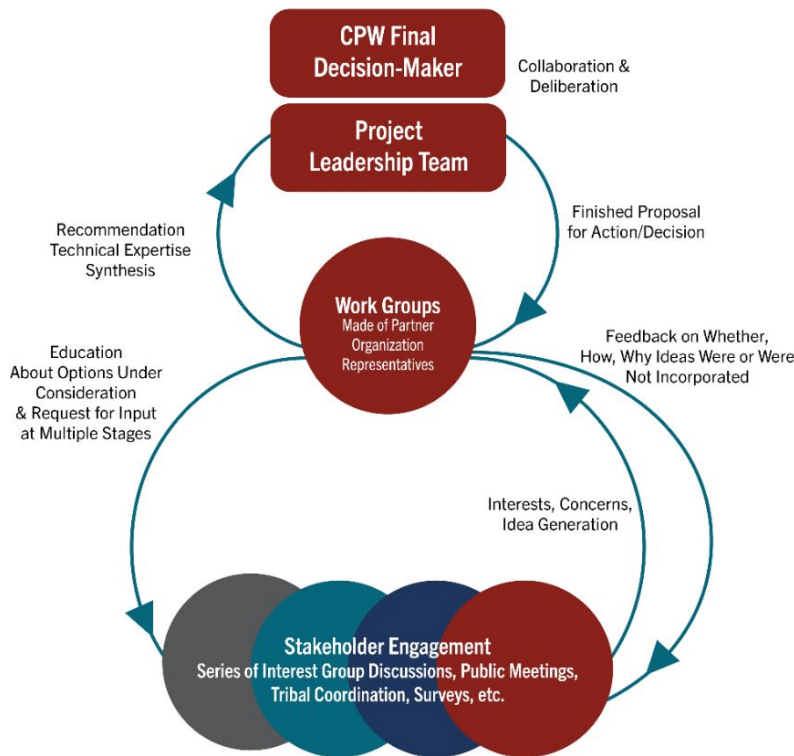 CPW Final
Decision-Maker
Collaboration &
Deliberation
Project
Leadership Team
Recommendation
Technical Expertise
Synthesis
Finished Proposal
for Action/Decision
Work Groups
Made of Partner
Organization
Representatives
Education
About Options Under
Consideration
& Request for Input
at Multiple Stages
Feedback on Whether,
How, Why Ideas Were or Were
Not Incorporated
Interests, Concerns,
Idea Generation
Stakeholder Engagement
Series of Interest Group Discussions, Public Meetings,
Tribal Coordination, Surveys, etc.